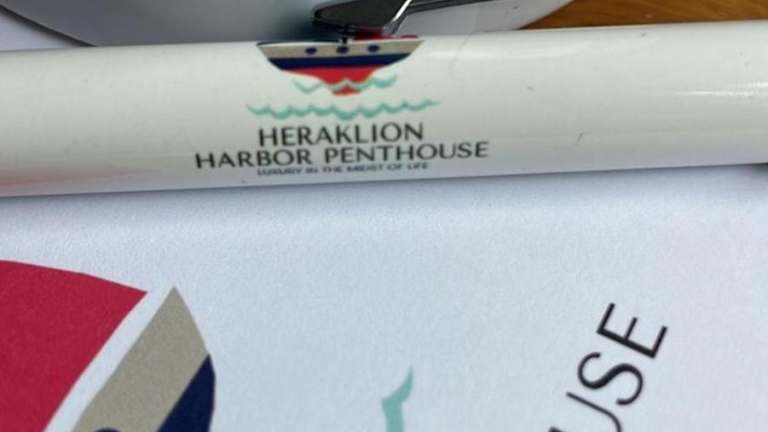 HERAKLION
HARBOR PENTHOUSE
LUXURY IN THE MIDST OF LIFE
USE